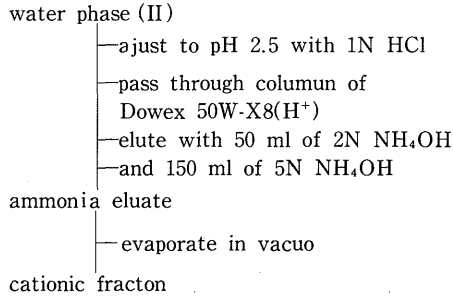 water phase (II)
ajust to pH 2.5 with 1N HCl
pass through columun of
Dowex 50W-X8(H⁺)
elute with 50 ml of 2N NH₄OH
and 150 ml of 5N NH₄OH
ammonia eluate
evaporate in vacuo
cationic fracton